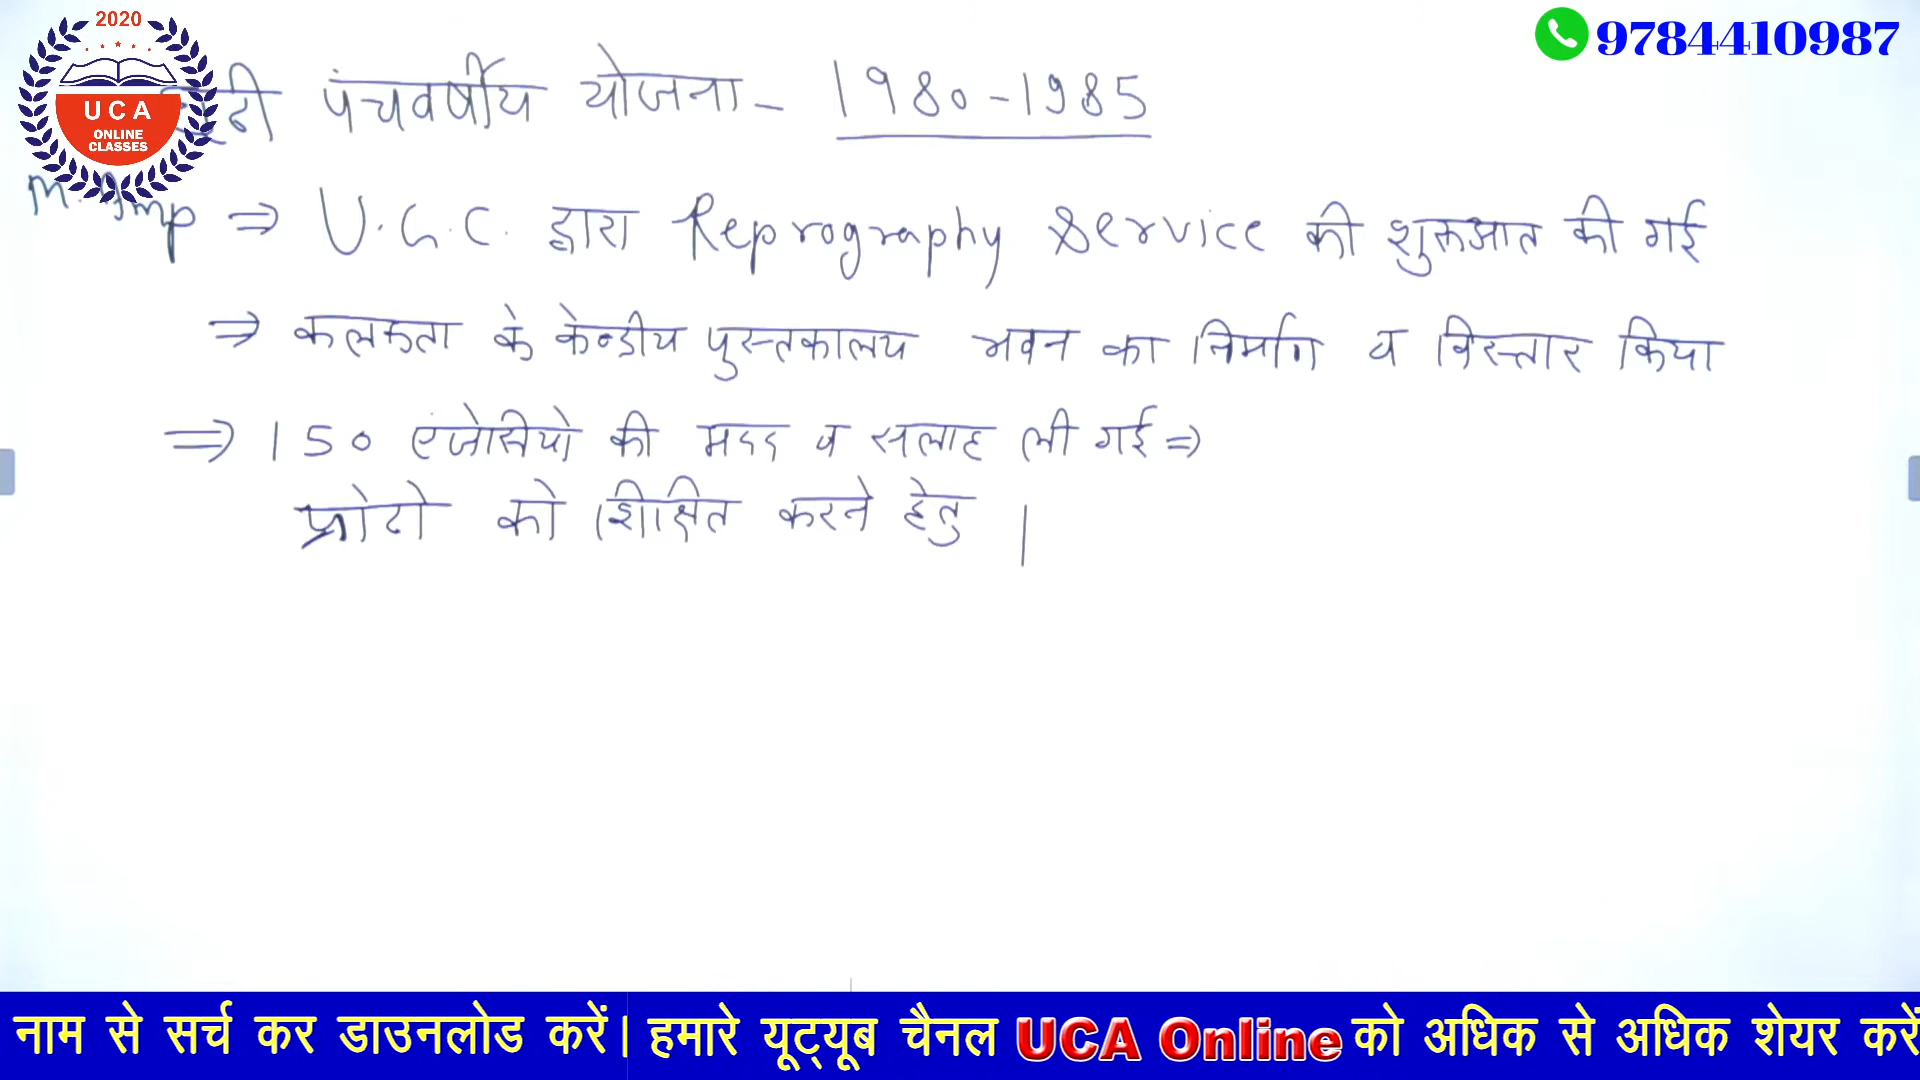 2020
UCA
ONLINE
CLASSES
9784410987
पंचवर्षीय योजना - 1980-1985
M. Imp ⇒ U.G.C. द्वारा Reprography Service की शुरूआत की गई
⇒ कलकता के केन्द्रीय पुस्तकालय भवन का निर्माण व विस्तार किया
⇒ 150 एंजेसियो की मदद व सलाह ली गई ⇒
प्रोटो को शिक्षित करने हेतु |
नाम से सर्च कर डाउनलोड करें| हमारे यूट्यूब चैनल UCA Online को अधिक से अधिक शेयर करें